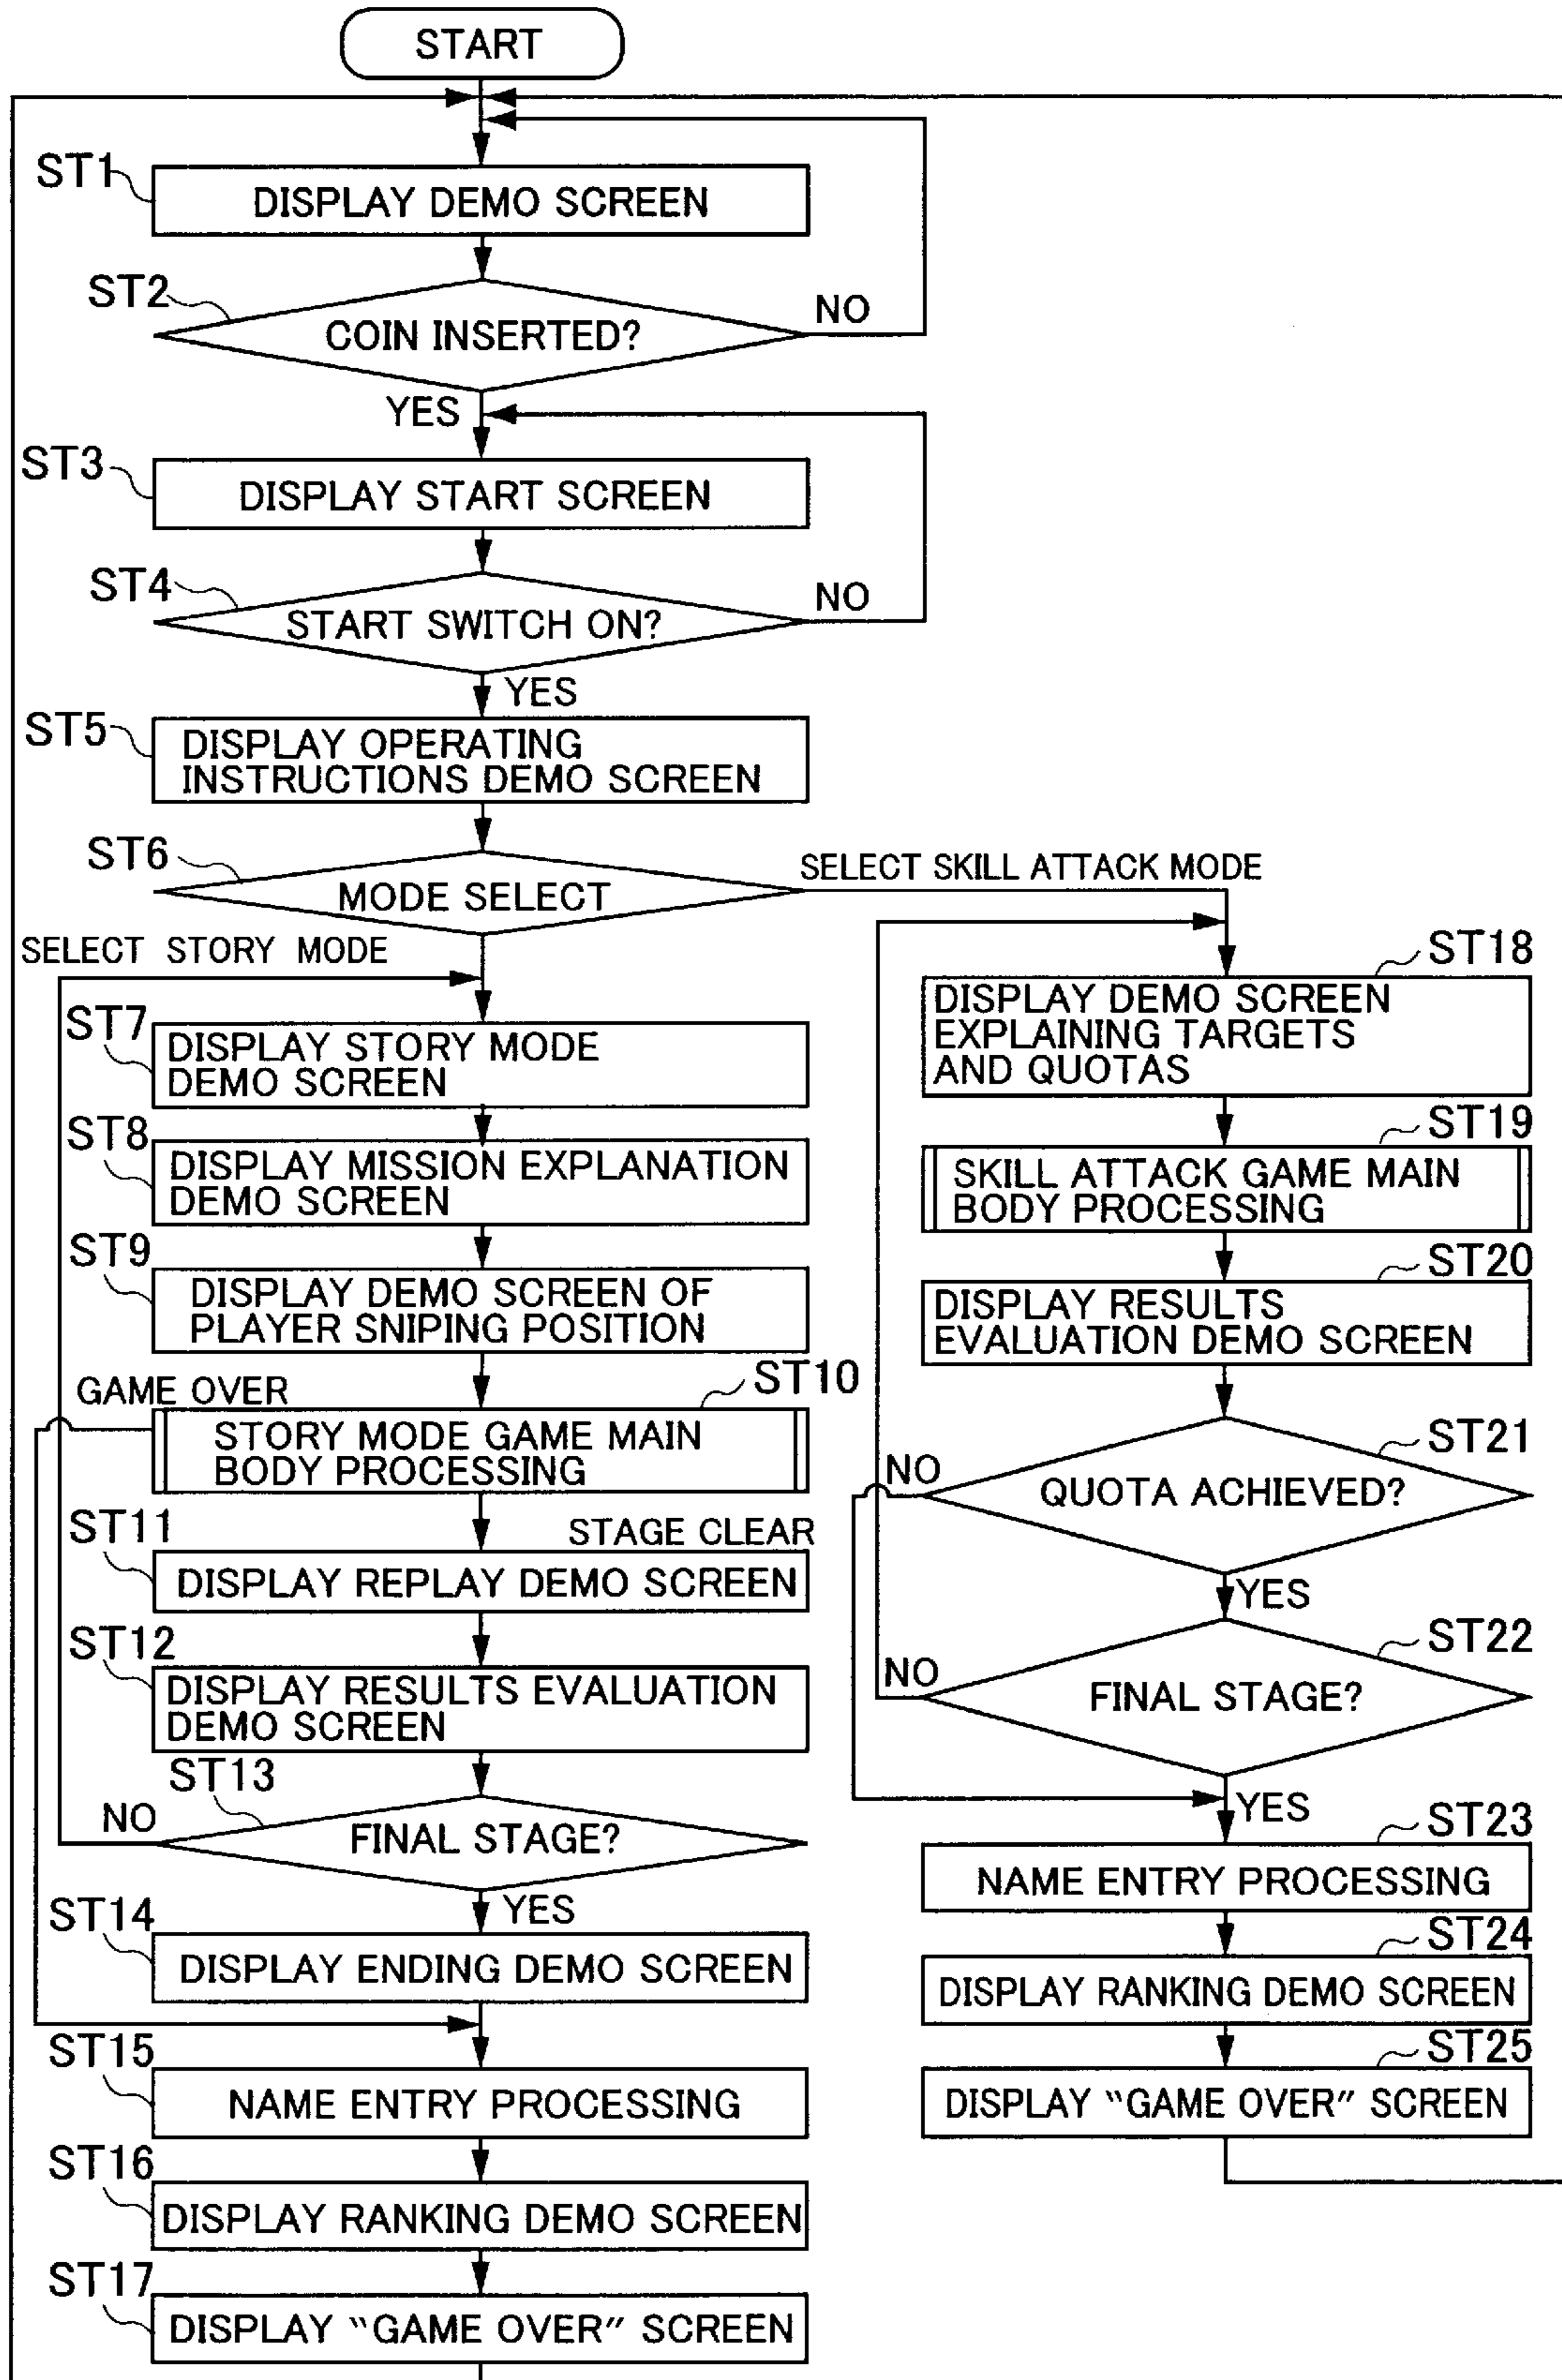 START
ST1
DISPLAY DEMO SCREEN
ST2
COIN INSERTED?
NO
YES
ST3
DISPLAY START SCREEN
ST4
START SWITCH ON?
NO
YES
ST5
DISPLAY OPERATING
INSTRUCTIONS DEMO SCREEN
ST6
MODE SELECT
SELECT SKILL ATTACK MODE
SELECT STORY MODE
ST7
DISPLAY STORY MODE
DEMO SCREEN
ST8
DISPLAY MISSION EXPLANATION
DEMO SCREEN
ST9
DISPLAY DEMO SCREEN OF
PLAYER SNIPING POSITION
GAME OVER
ST10
STORY MODE GAME MAIN
BODY PROCESSING
STAGE CLEAR
ST11
DISPLAY REPLAY DEMO SCREEN
ST12
DISPLAY RESULTS EVALUATION
DEMO SCREEN
ST13
NO
FINAL STAGE?
YES
ST14
DISPLAY ENDING DEMO SCREEN
ST15
NAME ENTRY PROCESSING
ST16
DISPLAY RANKING DEMO SCREEN
ST17
DISPLAY "GAME OVER" SCREEN
ST18
DISPLAY DEMO SCREEN
EXPLAINING TARGETS
AND QUOTAS
ST19
SKILL ATTACK GAME MAIN
BODY PROCESSING
ST20
DISPLAY RESULTS
EVALUATION DEMO SCREEN
ST21
NO
QUOTA ACHIEVED?
YES
ST22
NO
FINAL STAGE?
YES
ST23
NAME ENTRY PROCESSING
ST24
DISPLAY RANKING DEMO SCREEN
ST25
DISPLAY "GAME OVER" SCREEN